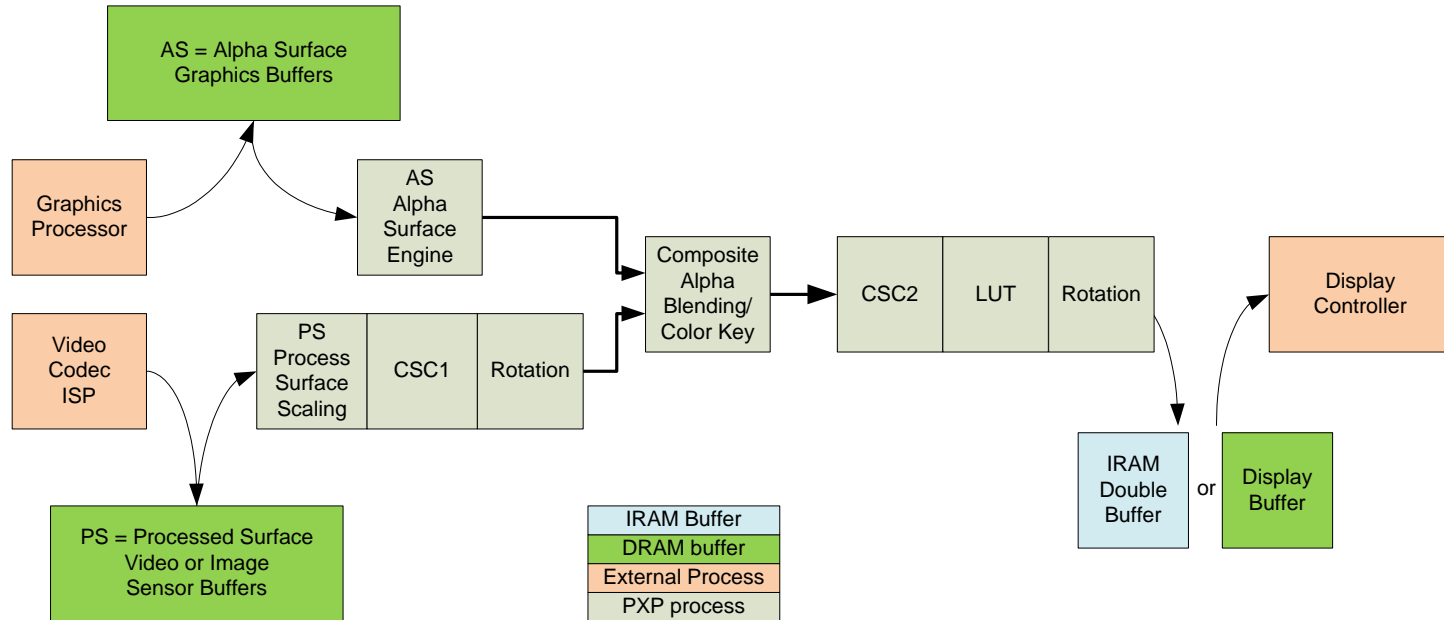 AS = Alpha Surface
Graphics Buffers
Graphics
Processor
AS
Alpha
Surface
Engine
Video
Codec
ISP
PS
Process
Surface
Scaling
CSC1
Rotation
Composite
Alpha
Blending/
Color Key
CSC2
LUT
Rotation
Display
Controller
IRAM
Double
Buffer
or
Display
Buffer
PS = Processed Surface
Video or Image
Sensor Buffers
IRAM Buffer
DRAM buffer
External Process
PXP process